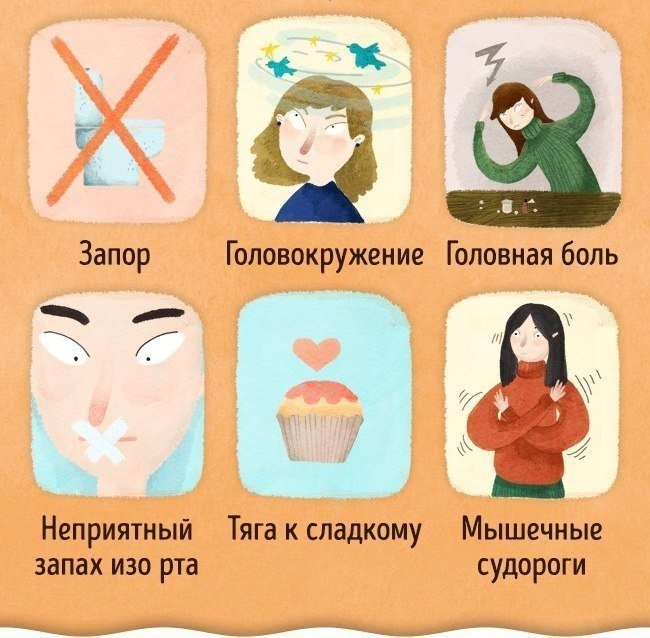 Запор
Головокружение
Головная боль
Неприятный
запах изо рта
Тяга к сладкому
Мышечные
судороги